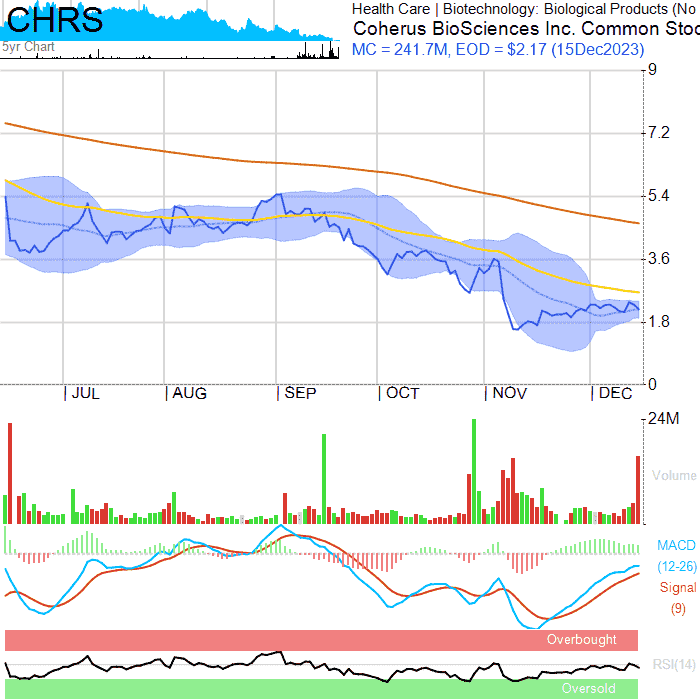 CHRS
5yr Chart
Health Care | Biotechnology: Biological Products (No
Coherus BioSciences Inc. Common Stoc
MC = 241.7M, EOD = $2.17 (15Dec2023)
9
7.2
5.4
3.6
1.8
0
| JUL | AUG | SEP | OCT | NOV | DEC
24M
Volume
MACD
(12-26)
Signal
(9)
Overbought
RSI(14)
Oversold